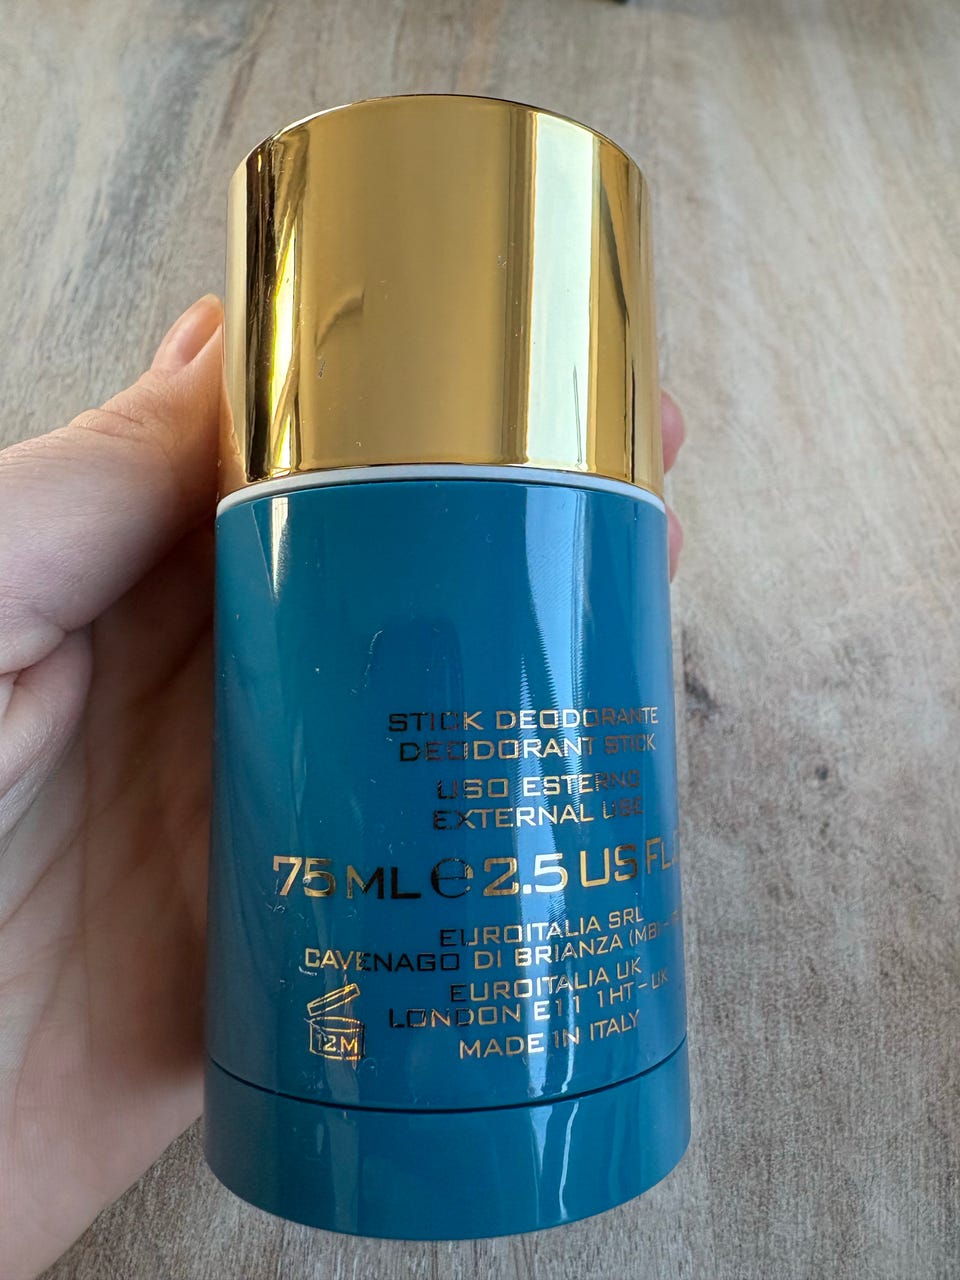 STICK DEODORANTE
DEODORANT STICK
USO ESTERNO
EXTERNAL USE
75 ML ℮ 2.5 US FL.
EUROITALIA SRL
CAVENAGO DI BRIANZA (MB)-
EUROITALIA UK
LONDON E11 1HT-UK
MADE IN ITALY
12M